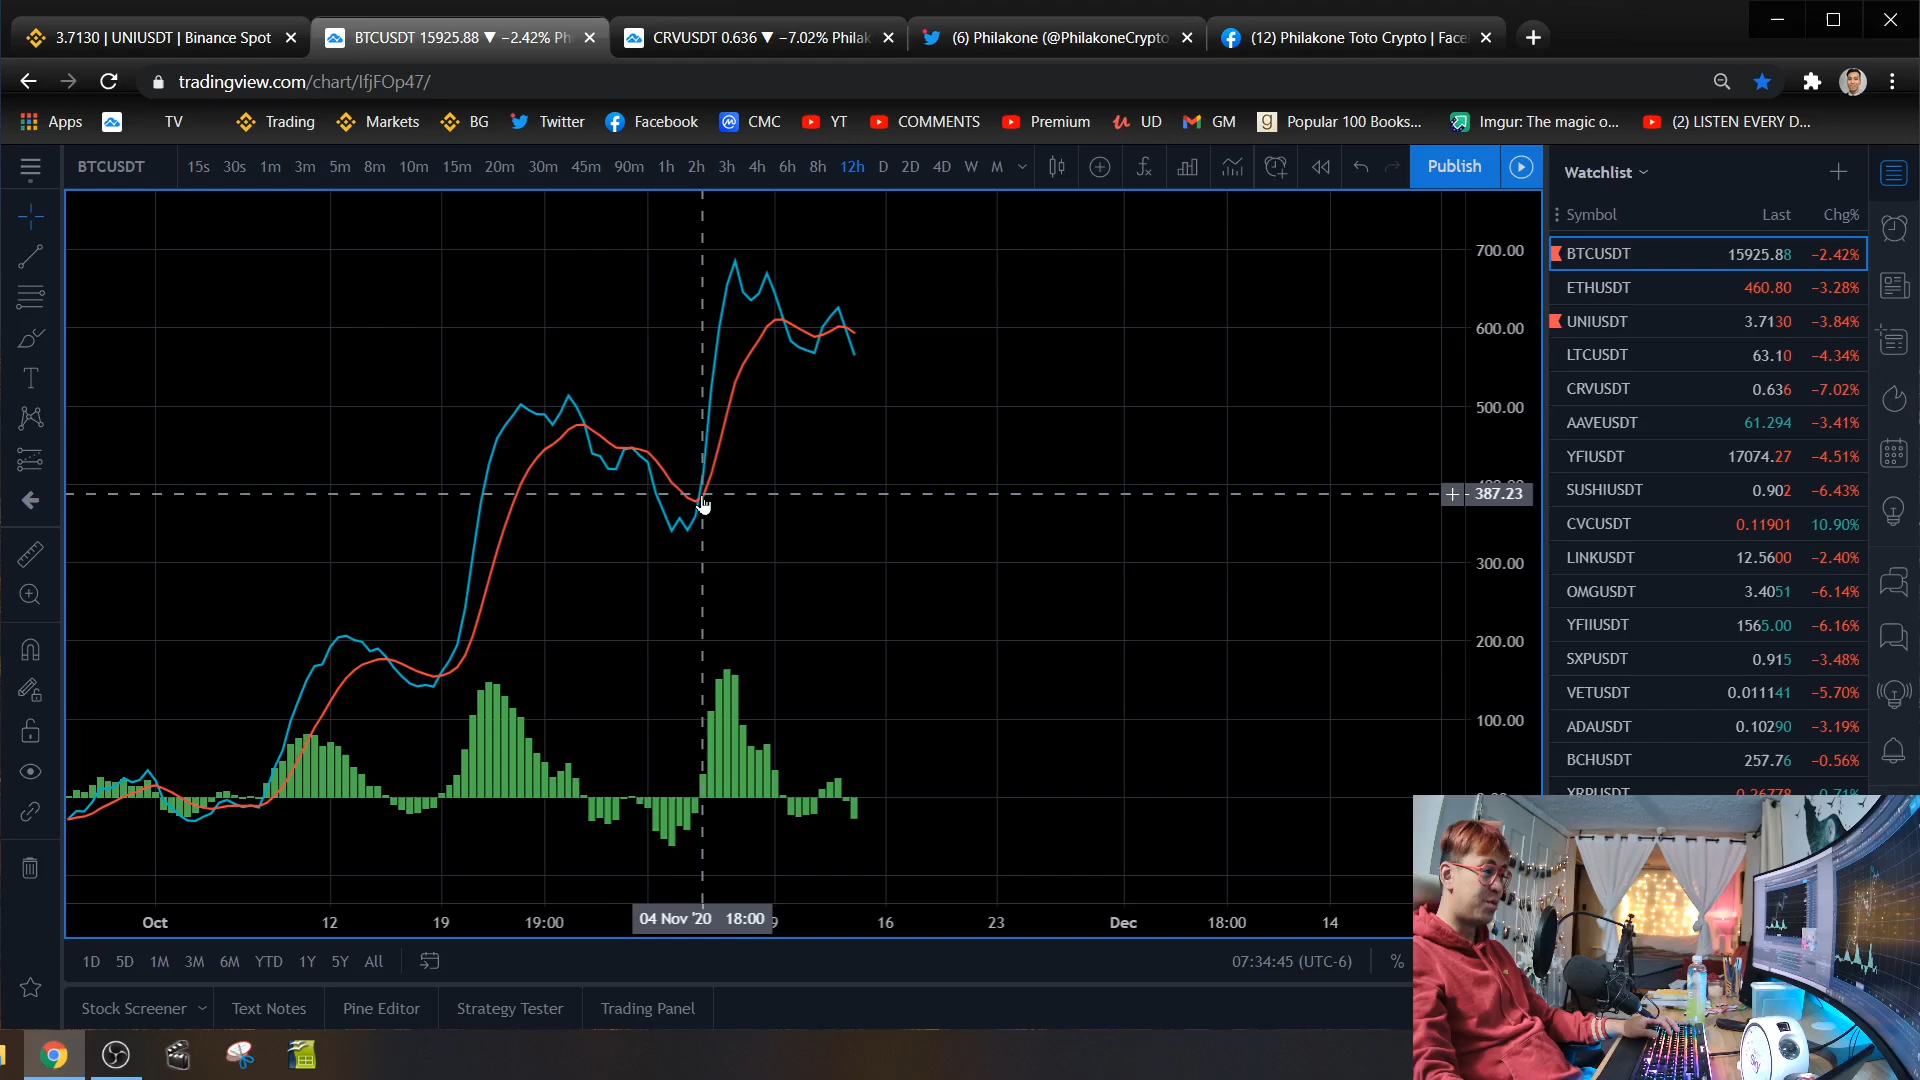 3.7130 | UNIUSDT | Binance Spot
BTCUSDT 15925.88 ▼ −2.42% Ph
CRVUSDT 0.636 ▼ −7.02% Philak
(6) Philakone (@PhilakoneCrypto
(12) Philakone Toto Crypto | Face
tradingview.com/chart/IfjFOp47/
Apps TV Trading Markets BG Twitter Facebook CMC YT COMMENTS Premium UD GM Popular 100 Books... Imgur: The magic o... (2) LISTEN EVERY D...
BTCUSDT 15s 30s 1m 3m 5m 8m 10m 15m 20m 30m 45m 90m 1h 2h 3h 4h 6h 8h 12h D 2D 4D W M Publish
Watchlist
Symbol Last Chg%
BTCUSDT 15925.88 −2.42%
ETHUSDT 460.80 −3.28%
UNIUSDT 3.7130 −3.84%
LTCUSDT 63.10 −4.34%
CRVUSDT 0.636 −7.02%
AAVEUSDT 61.294 −3.41%
YFIUSDT 17074.27 −4.51%
SUSHIUSDT 0.902 −6.43%
CVCUSDT 0.11901 10.90%
LINKUSDT 12.5600 −2.40%
OMGUSDT 3.4051 −6.14%
YFIIUSDT 1565.00 −6.16%
SXPUSDT 0.915 −3.48%
VETUSDT 0.011141 −5.70%
ADAUSDT 0.10290 −3.19%
BCHUSDT 257.76 −0.56%
XRPUSDT 0.26778 0.71%
700.00
600.00
500.00
387.23
300.00
200.00
100.00
Oct 12 19 19:00 04 Nov '20 18:00 9 16 23 Dec 18:00 14
1D 5D 1M 3M 6M YTD 1Y 5Y All 07:34:45 (UTC-6) %
Stock Screener Text Notes Pine Editor Strategy Tester Trading Panel